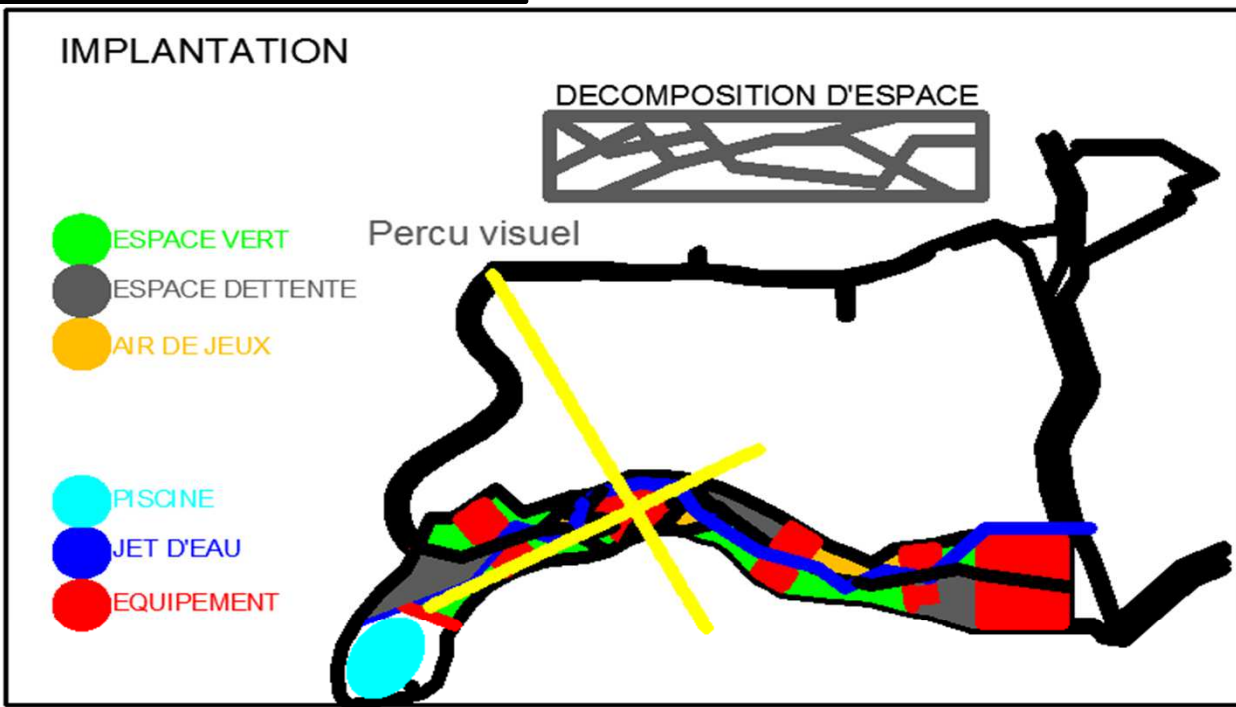 IMPLANTATION
DECOMPOSITION D'ESPACE
Percu visuel
ESPACE VERT
ESPACE DETTENTE
AIR DE JEUX
PISCINE
JET D'EAU
EQUIPEMENT